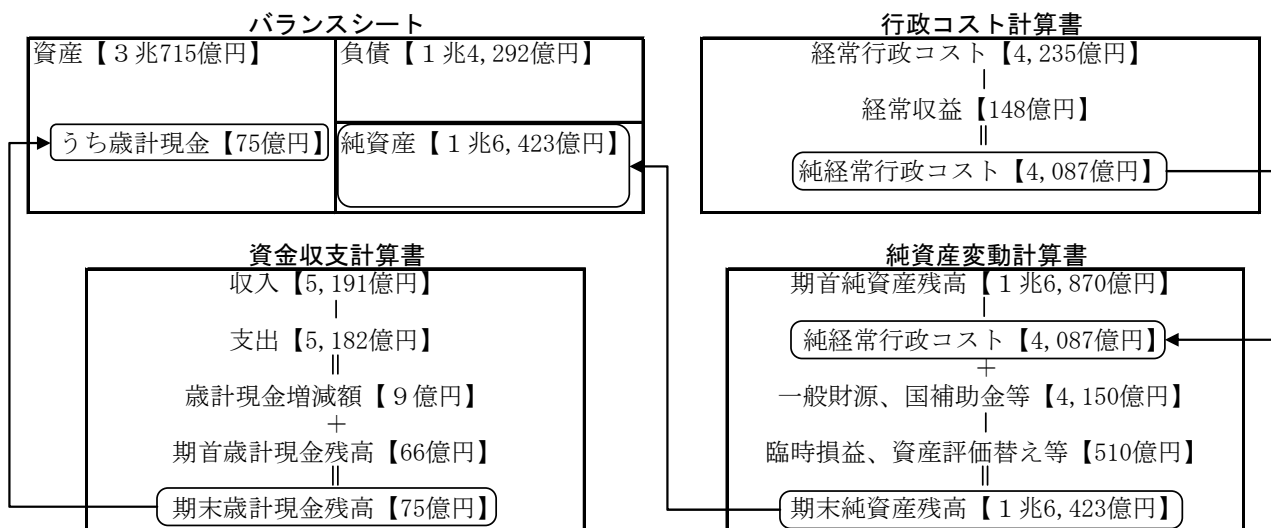 バランスシート
資産【３兆715億円】
負債【１兆4,292億円】
うち歳計現金【75億円】
純資産【１兆6,423億円】
行政コスト計算書
経常行政コスト【4,235億円】
－
経常収益【148億円】
＝
純経常行政コスト【4,087億円】
資金収支計算書
収入【5,191億円】
－
支出【5,182億円】
＝
歳計現金増減額【９億円】
＋
期首歳計現金残高【66億円】
＝
期末歳計現金残高【75億円】
純資産変動計算書
期首純資産残高【１兆6,870億円】
－
純経常行政コスト【4,087億円】
＋
一般財源、国補助金等【4,150億円】
－
臨時損益、資産評価替え等【510億円】
＝
期末純資産残高【１兆6,423億円】